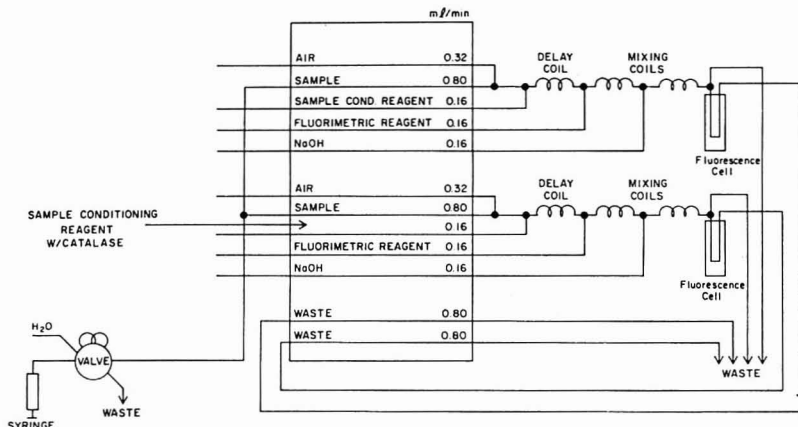 mℓ/min
AIR 0.32
SAMPLE 0.80
SAMPLE COND. REAGENT 0.16
FLUORIMETRIC REAGENT 0.16
NaOH 0.16
DELAY
COIL
MIXING
COILS
Fluorescence
Cell
AIR 0.32
SAMPLE 0.80
0.16
FLUORIMETRIC REAGENT 0.16
NaOH 0.16
SAMPLE CONDITIONING
REAGENT
W/CATALASE
DELAY
COIL
MIXING
COILS
Fluorescence
Cell
WASTE 0.80
WASTE 0.80
WASTE
H₂O
VALVE
WASTE
SYRINGE